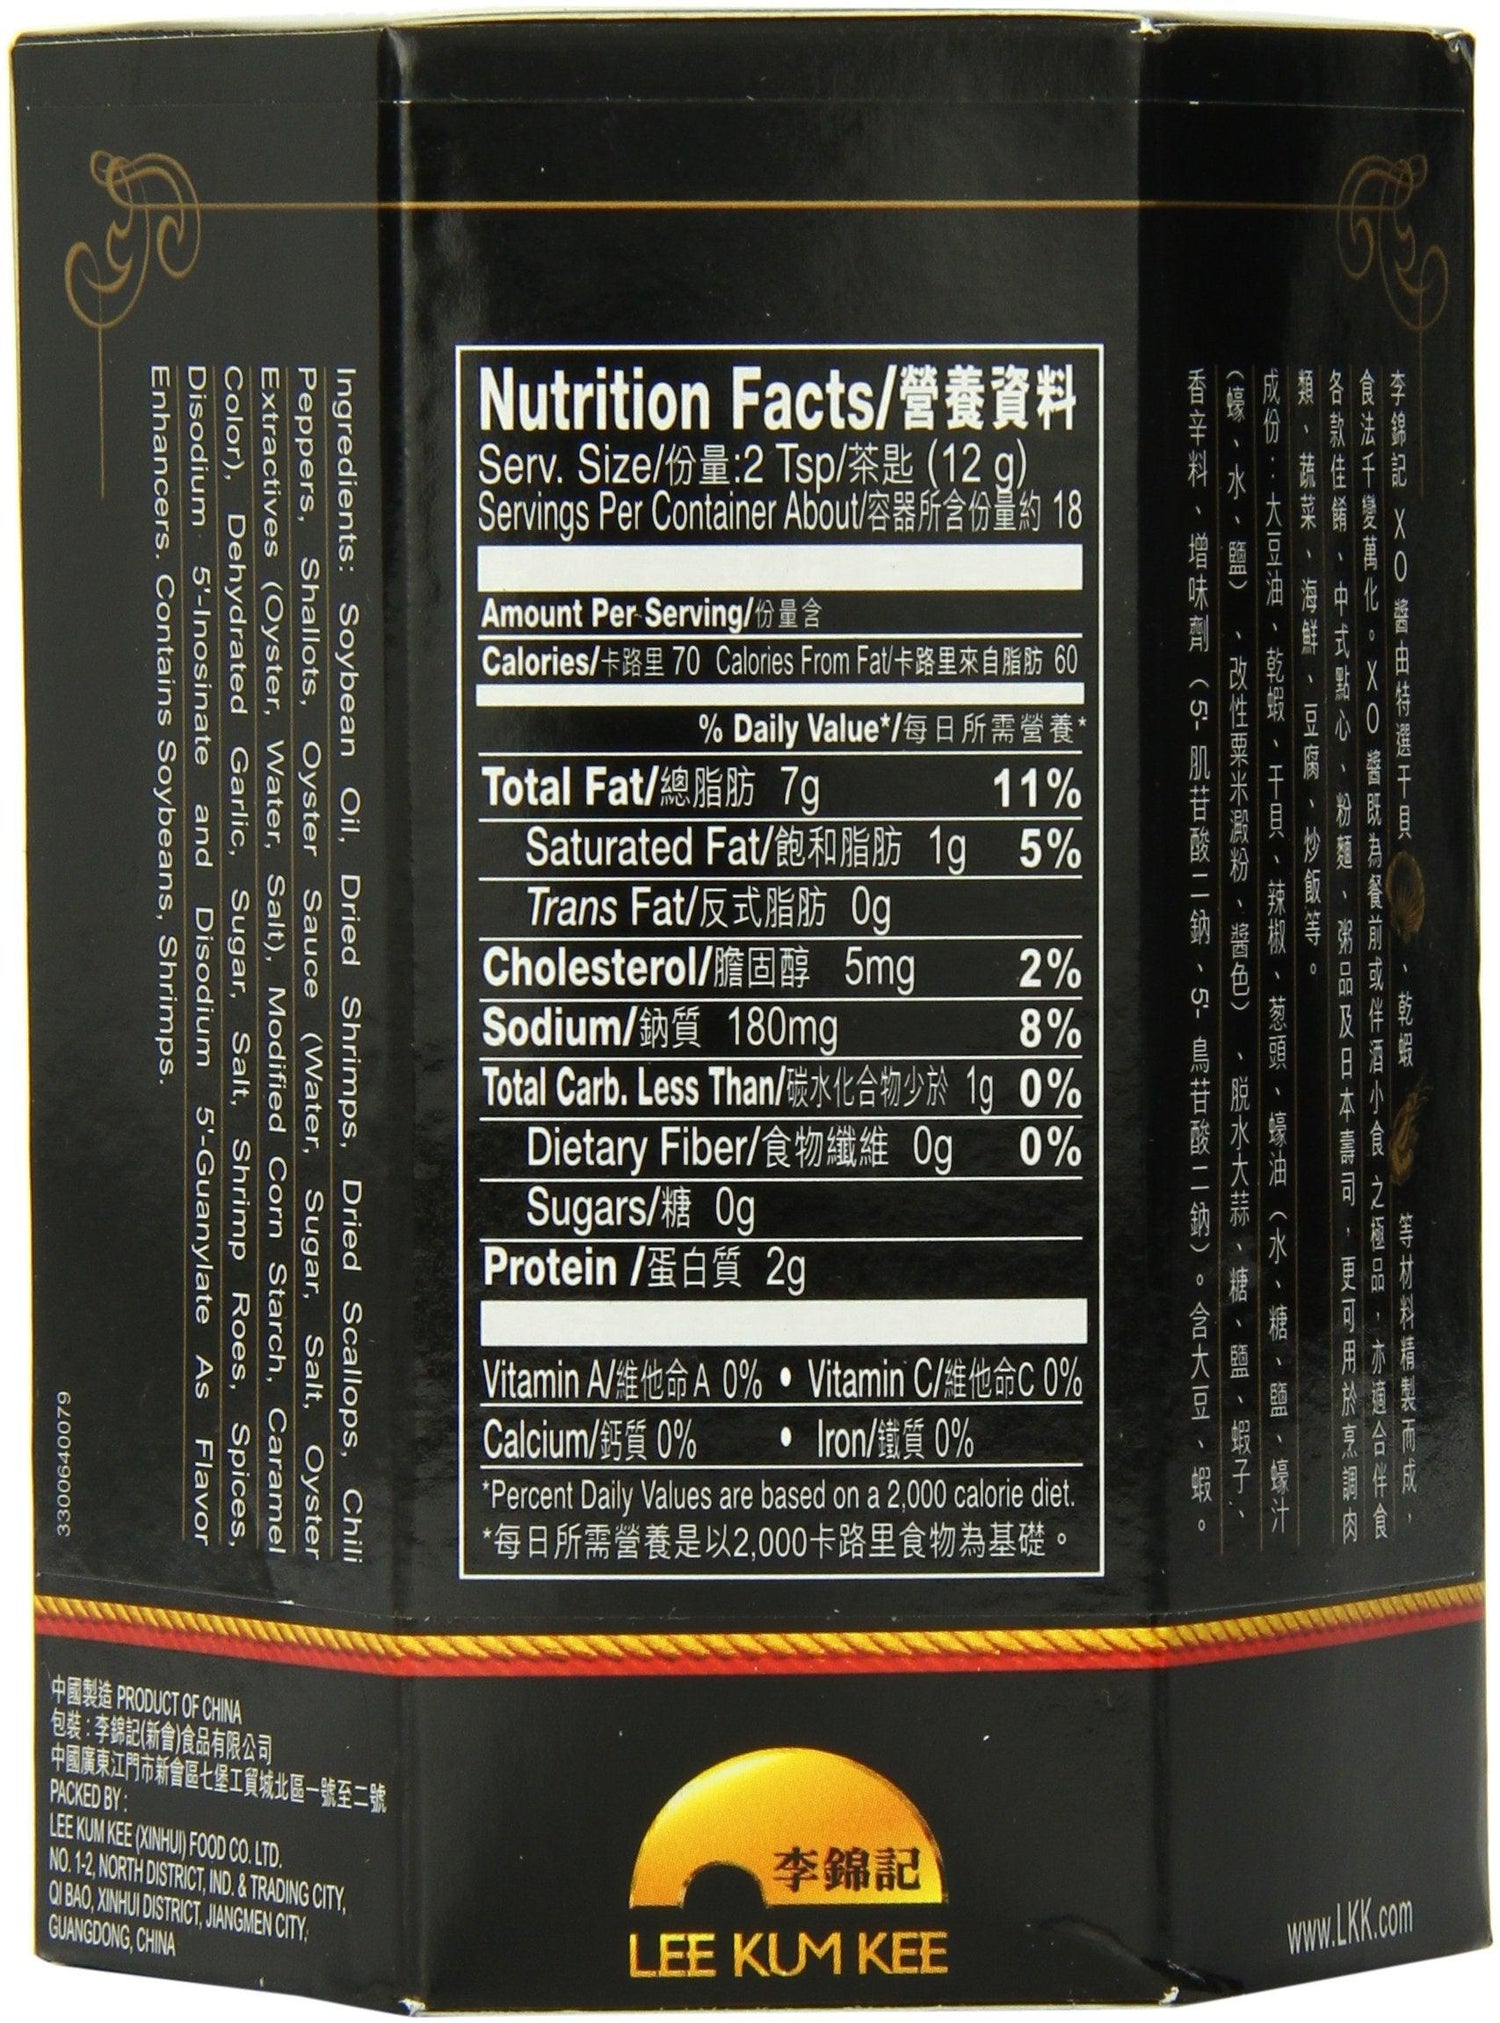 Ingredients: Soybean Oil, Dried Shrimps, Dried Scallops, Chili
Peppers, Shallots, Oyster Sauce (Water, Sugar, Salt, Oyster
Extractives (Oyster, Water, Salt), Modified Corn Starch, Caramel
Color), Dehydrated Garlic, Sugar, Salt, Shrimp Roes, Spices,
Disodium 5'-Inosinate and Disodium 5'-Guanylate As Flavor
Enhancers. Contains Soybeans, Shrimps.
3300640079
Nutrition Facts/營養資料
Serv. Size/份量:2 Tsp/茶匙 (12 g)
Servings Per Container About/容器所含份量約 18
Amount Per Serving/份量含
Calories/卡路里 70 Calories From Fat/卡路里來自脂肪 60
% Daily Value*/每日所需營養*
Total Fat/總脂肪 7g 11%
Saturated Fat/飽和脂肪 1g 5%
Trans Fat/反式脂肪 0g
Cholesterol/膽固醇 5mg 2%
Sodium/鈉質 180mg 8%
Total Carb. Less Than/碳水化合物少於 1g 0%
Dietary Fiber/食物纖維 0g 0%
Sugars/糖 0g
Protein /蛋白質 2g
Vitamin A/維他命A 0% • Vitamin C/維他命C 0%
Calcium/鈣質 0% • Iron/鐵質 0%
*Percent Daily Values are based on a 2,000 calorie diet.
*每日所需營養是以2,000卡路里食物為基礎。
李錦記XO醬由特選干貝、乾蝦等材料精製而成，
食法千變萬化。XO醬既為餐前或伴酒小食之極品，亦適合伴食
各款佳餚、中式點心、粉麵、粥品及日本壽司，更可用於烹調肉
類、蔬菜、海鮮、豆腐、炒飯等。
成份：大豆油、乾蝦、干貝、辣椒、葱頭、蠔油（水、糖、鹽、蠔汁
（蠔、水、鹽）、改性粟米澱粉、醬色）、脱水大蒜、糖、鹽、蝦子、
香辛料、增味劑（5'-肌苷酸二鈉、5'-鳥苷酸二鈉）。含大豆、蝦。
中國製造 PRODUCT OF CHINA
包裝：李錦記(新會)食品有限公司
中國廣東江門市新會區七堡工貿城北區一號至二號
PACKED BY :
LEE KUM KEE (XINHUI) FOOD CO. LTD.
NO. 1-2, NORTH DISTRICT, IND. & TRADING CITY,
QI BAO, XINHUI DISTRICT, JIANGMEN CITY,
GUANGDONG, CHINA
李錦記
LEE KUM KEE
www.LKK.com